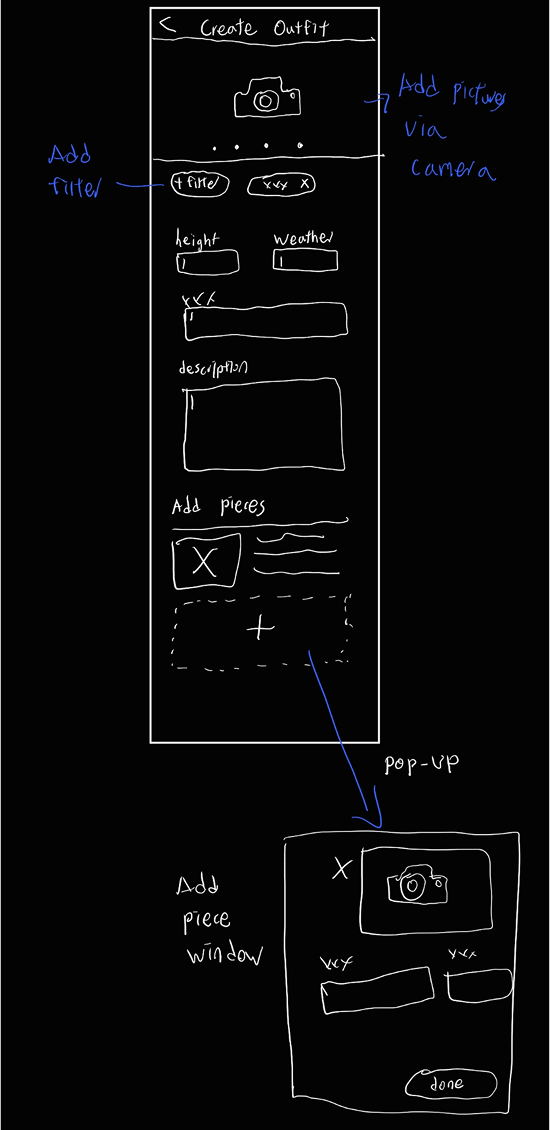 < Create Outfit
Add pictures
via
camera
Add
filter
+ filter
xxx X
height
weather
xxx
description
Add pieces
X
+
pop-up
Add
piece
window
X
xxx
xxx
done